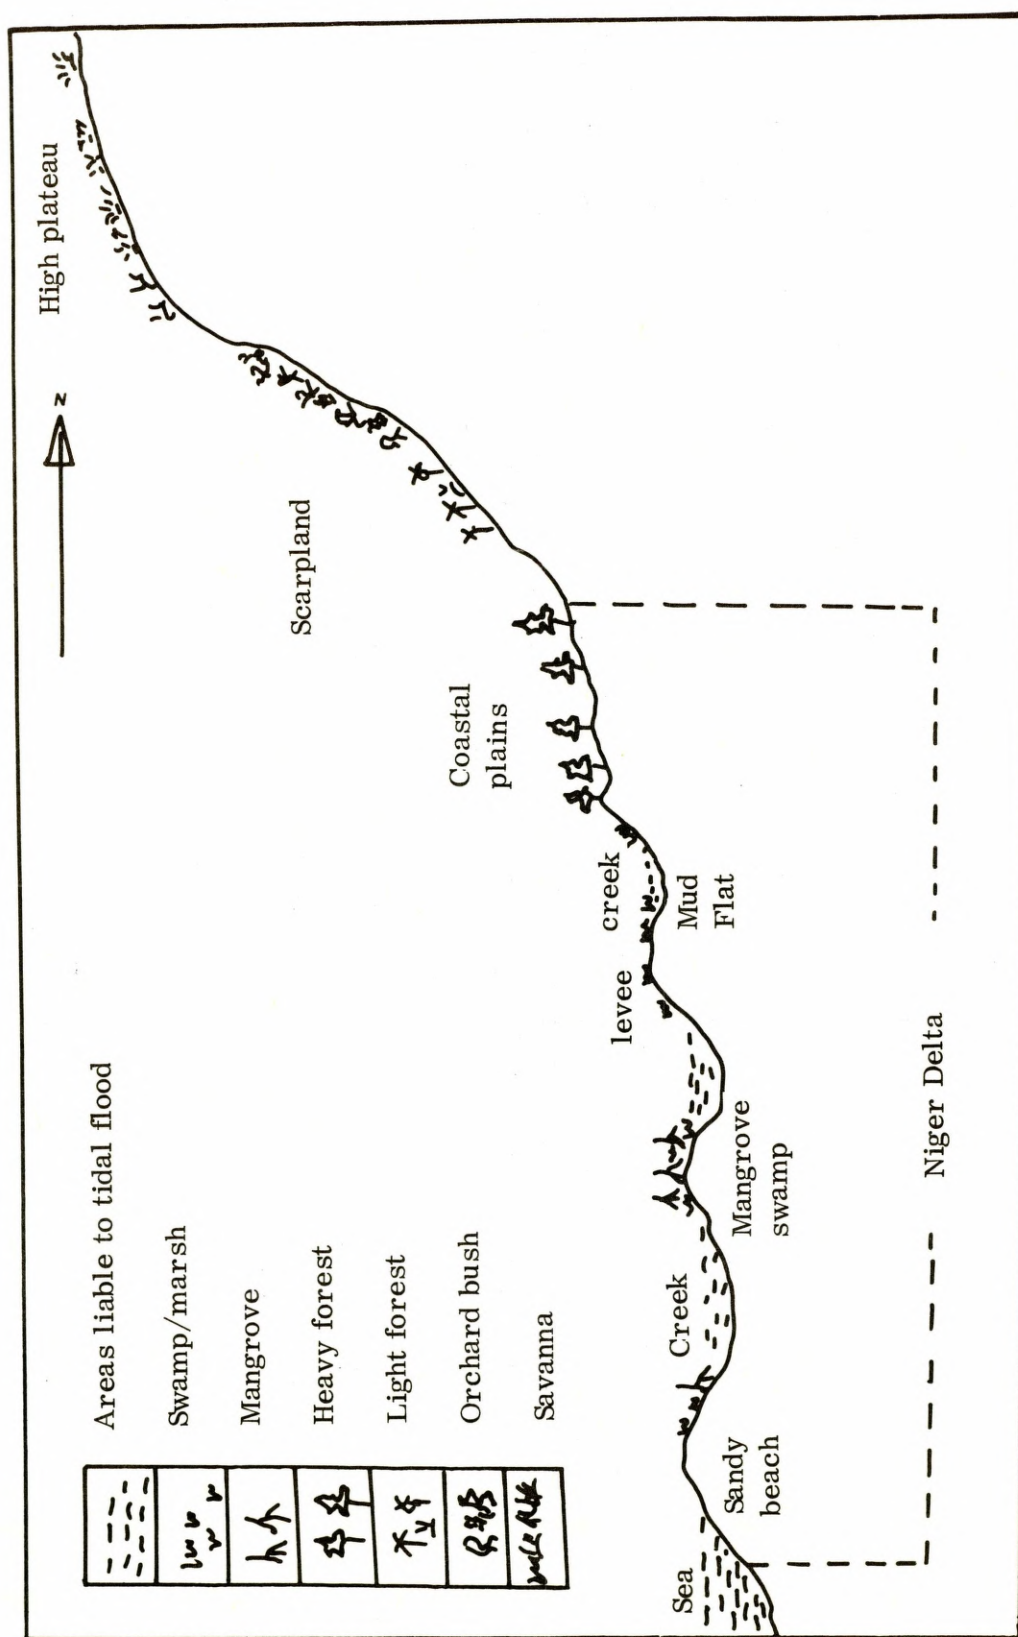 High plateau
N
Scarpland
Coastal
plains
creek
Mud
Flat
levee
Mangrove
swamp
Creek
Sandy
beach
Sea
Niger Delta
Areas liable to tidal flood
Swamp/marsh
Mangrove
Heavy forest
Light forest
Orchard bush
Savanna